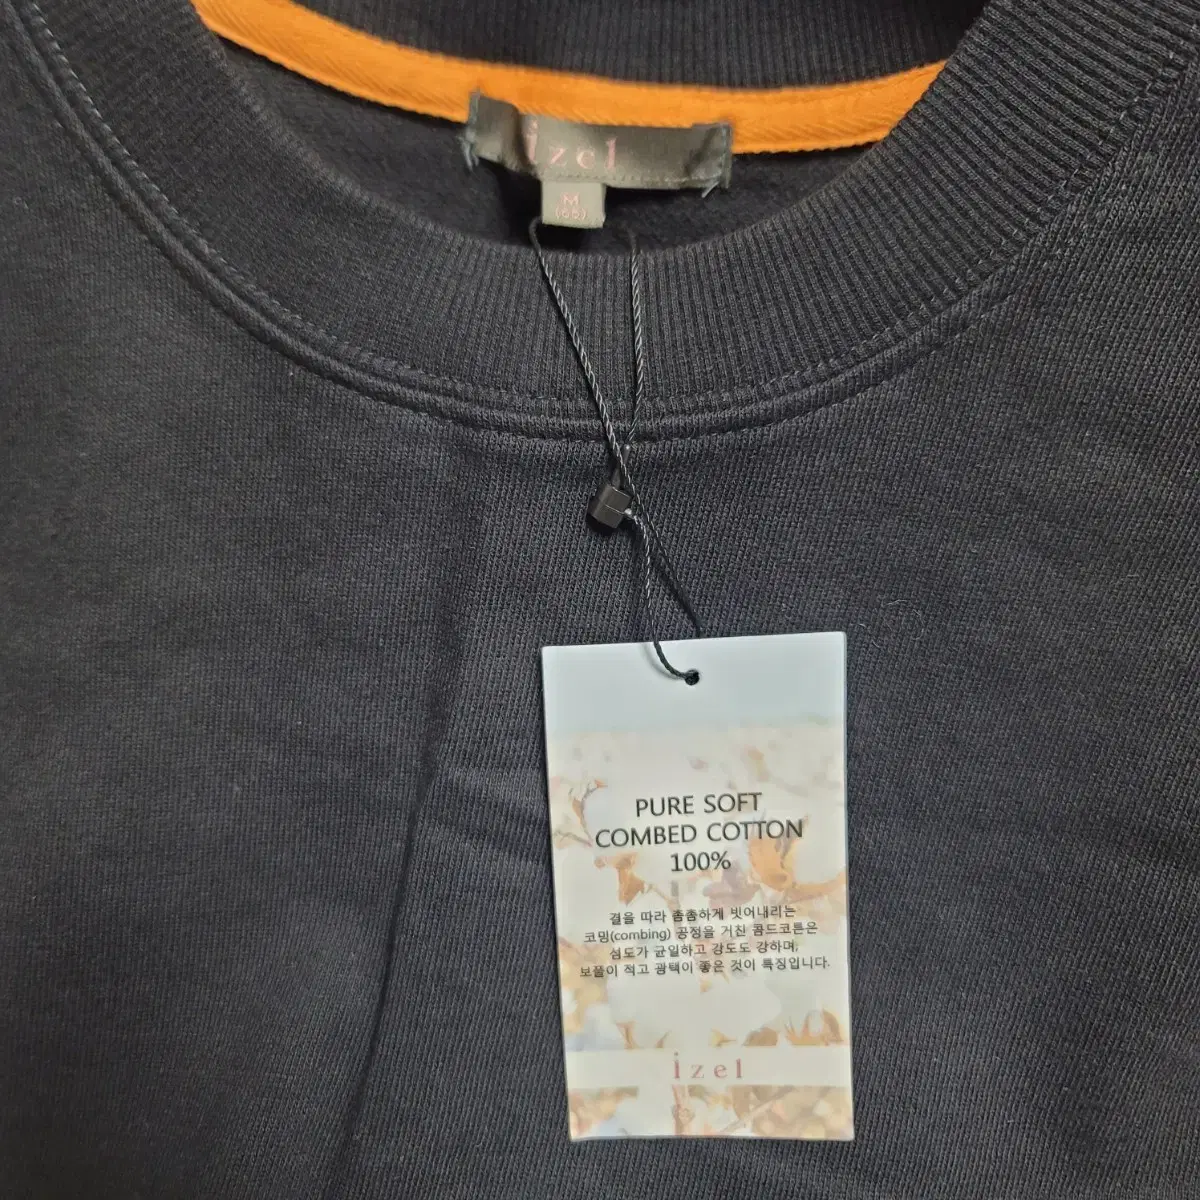 izel
M
(66)
PURE SOFT
COMBED COTTON
100%
결을 따라 촘촘하게 빗어내리는
코밍(combing) 공정을 거친 콤드코튼은
섬도가 균일하고 강도도 강하며,
보풀이 적고 광택이 좋은 것이 특징입니다.
izel